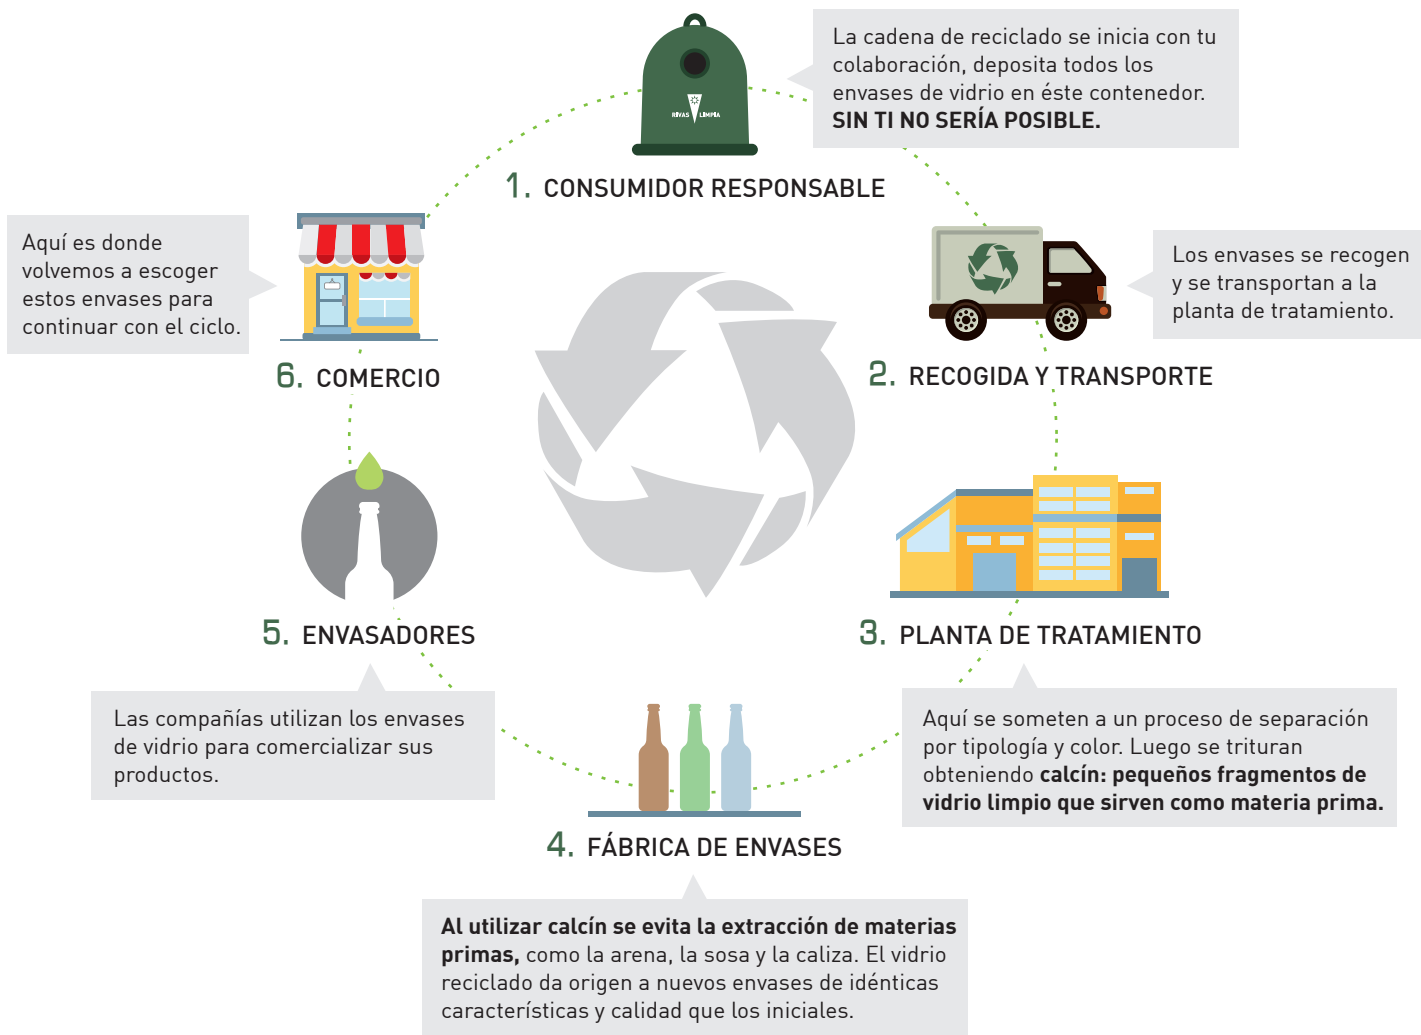 La cadena de reciclado se inicia con tu
colaboración, deposita todos los
envases de vidrio en éste contenedor.
SIN TI NO SERÍA POSIBLE.
RIVAS LIMPIA
1. CONSUMIDOR RESPONSABLE
Los envases se recogen
y se transportan a la
planta de tratamiento.
2. RECOGIDA Y TRANSPORTE
3. PLANTA DE TRATAMIENTO
Aquí se someten a un proceso de separación
por tipología y color. Luego se trituran
obteniendo calcín: pequeños fragmentos de
vidrio limpio que sirven como materia prima.
4. FÁBRICA DE ENVASES
Al utilizar calcín se evita la extracción de materias
primas, como la arena, la sosa y la caliza. El vidrio
reciclado da origen a nuevos envases de idénticas
características y calidad que los iniciales.
5. ENVASADORES
Las compañías utilizan los envases
de vidrio para comercializar sus
productos.
Aquí es donde
volvemos a escoger
estos envases para
continuar con el ciclo.
6. COMERCIO